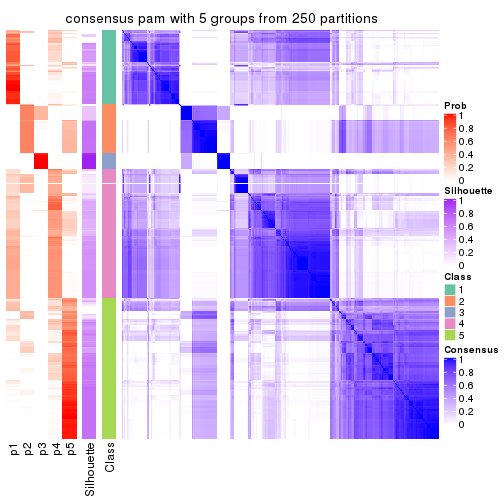 consensus pam with 5 groups from 250 partitions
Prob
1
0.8
0.6
0.4
0.2
0
Silhouette
1
0.8
0.6
0.4
0.2
0
Class
1
2
3
4
5
Consensus
1
0.8
0.6
0.4
0.2
0
p1
p2
p3
p4
p5
Silhouette
Class